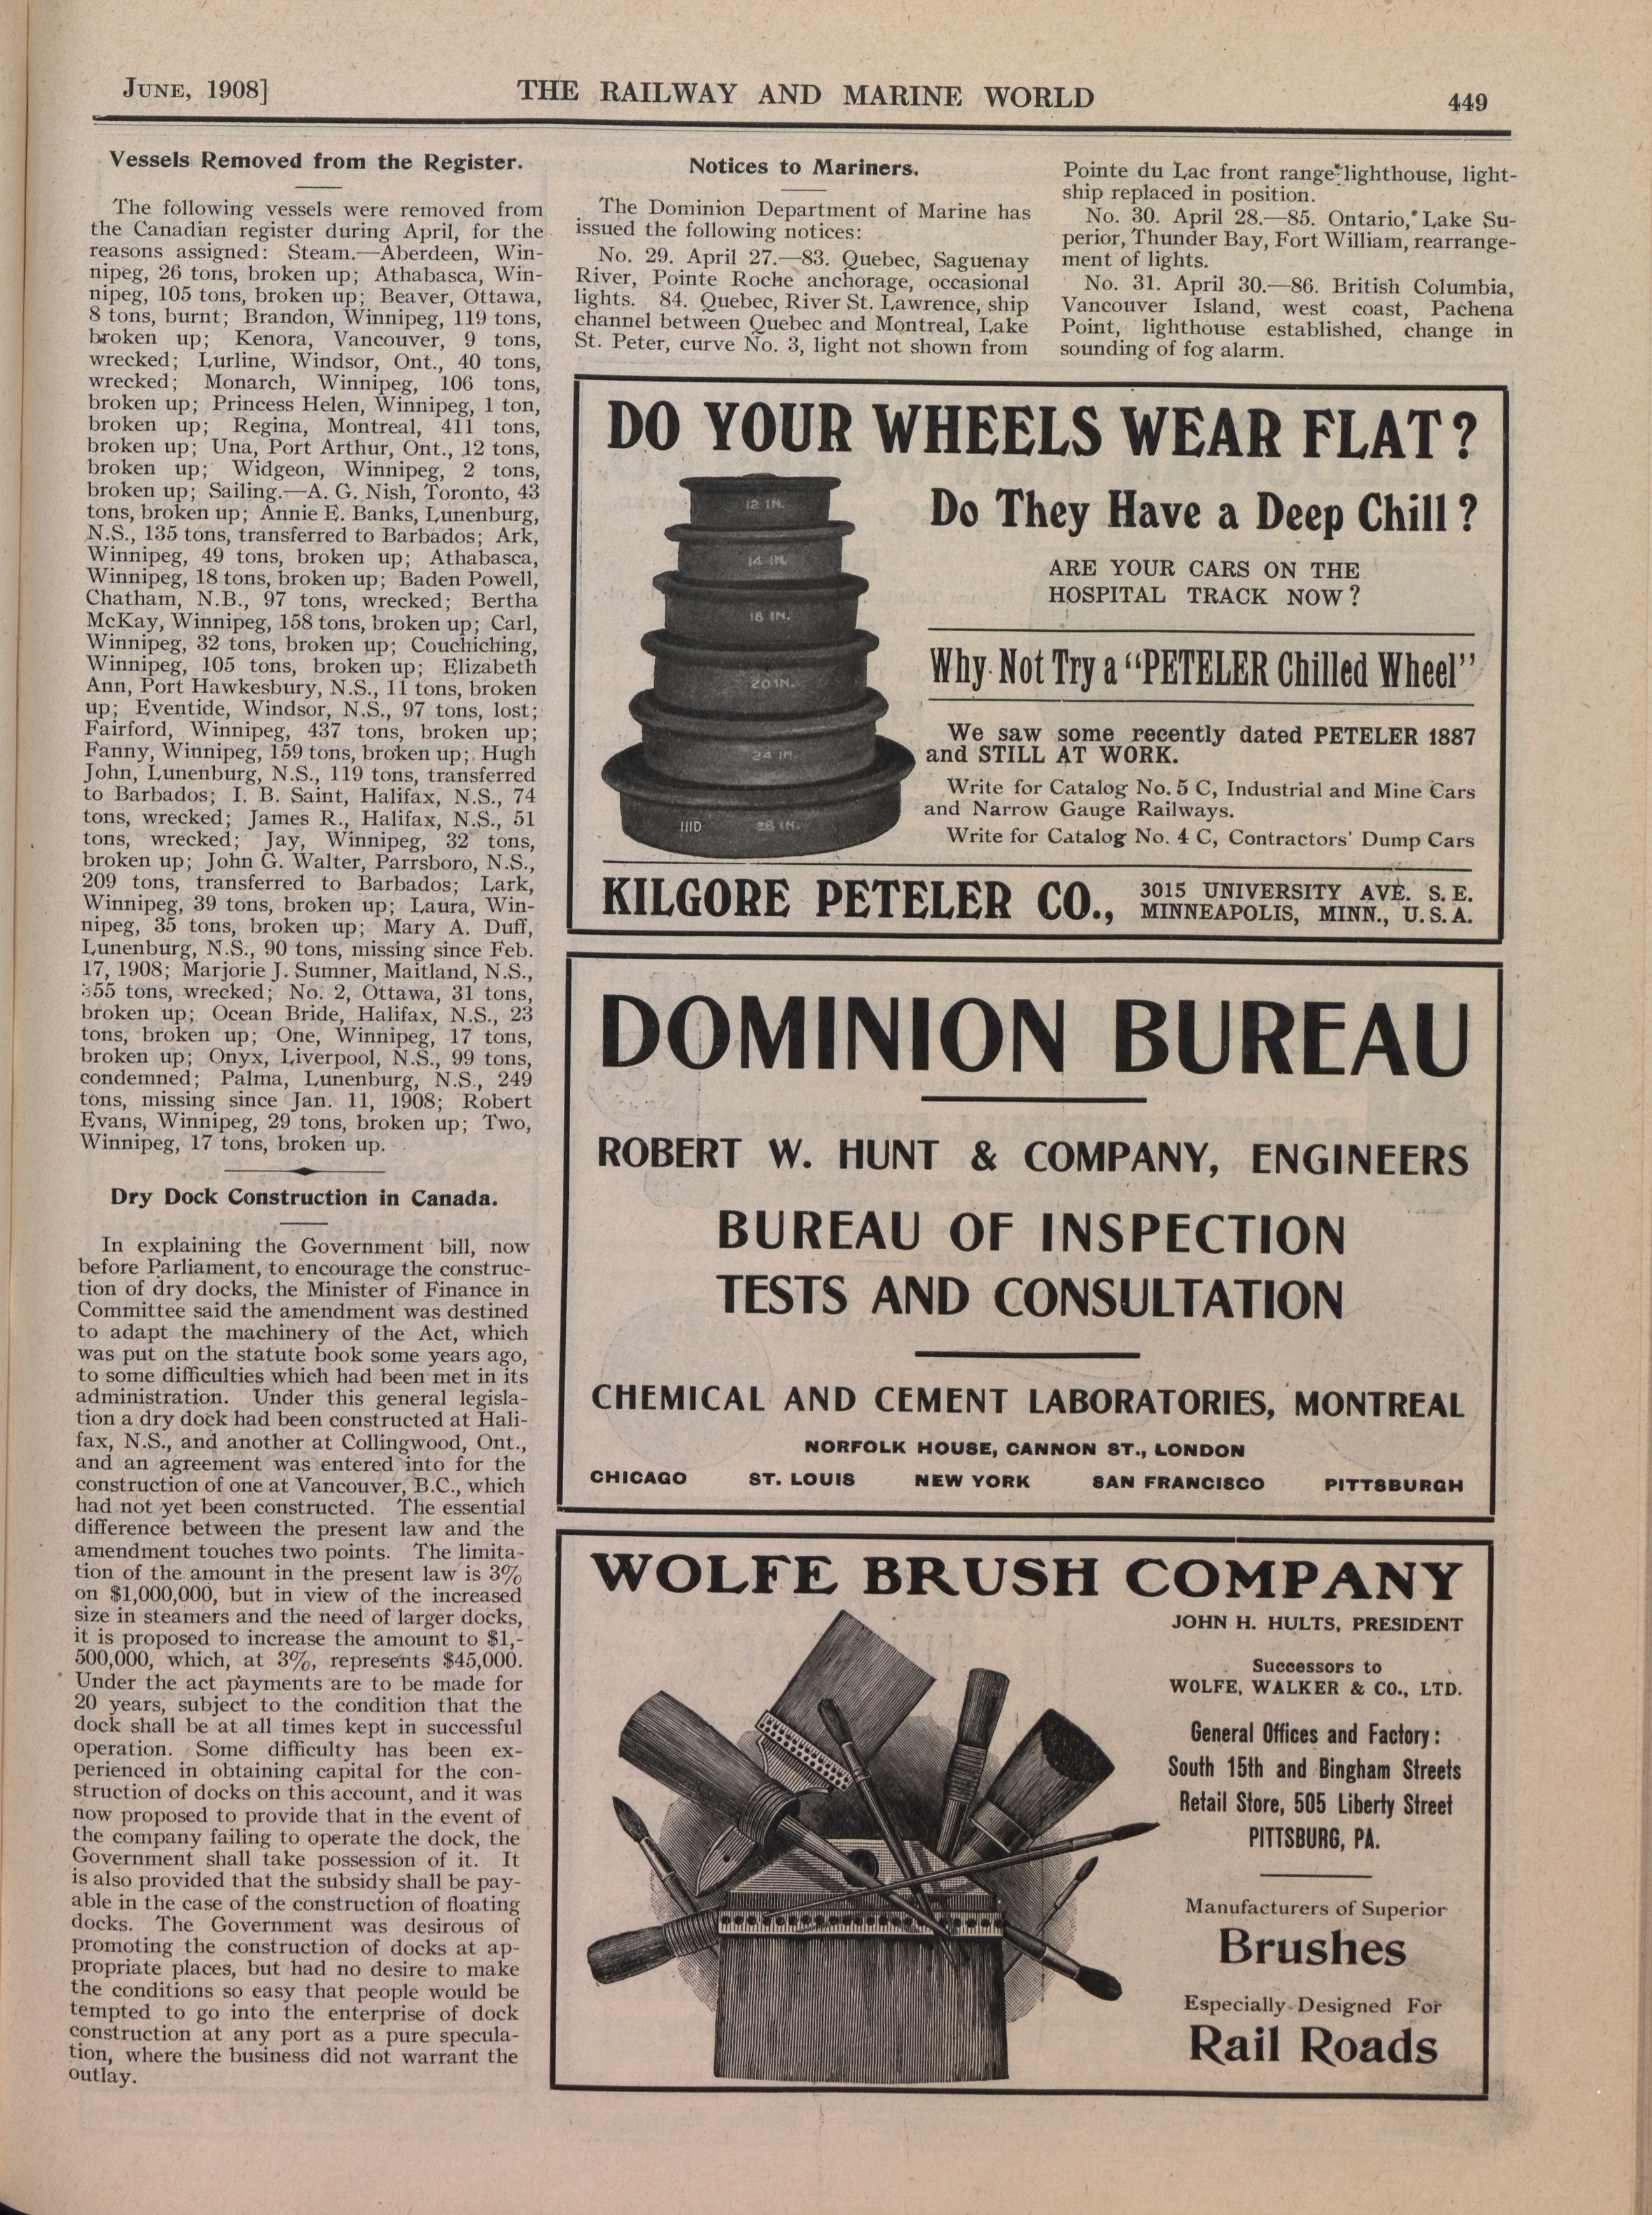 JUNE, 1908]
THE RAILWAY AND MARINE WORLD
449
Vessels Removed from the Register.
The following vessels were removed from
the Canadian register during April, for the
reasons assigned: Steam.—Aberdeen, Win-
nipeg, 26 tons, broken up; Athabasca, Win-
nipeg, 105 tons, broken up; Beaver, Ottawa,
8 tons, burnt; Brandon, Winnipeg, 119 tons,
broken up; Kenora, Vancouver, 9 tons,
wrecked; Lurline, Windsor, Ont., 40 tons,
wrecked; Monarch, Winnipeg, 106 tons,
broken up; Princess Helen, Winnipeg, 1 ton,
broken up; Regina, Montreal, 411 tons,
broken up; Una, Port Arthur, Ont., 12 tons,
broken up; Widgeon, Winnipeg, 2 tons,
broken up; Sailing.—A. G. Nish, Toronto, 43
tons, broken up; Annie E. Banks, Lunenburg,
N.S., 135 tons, transferred to Barbados; Ark,
Winnipeg, 49 tons, broken up; Athabasca,
Winnipeg, 18 tons, broken up; Baden Powell,
Chatham, N.B., 97 tons, wrecked; Bertha
McKay, Winnipeg, 158 tons, broken up; Carl,
Winnipeg, 32 tons, broken up; Couchiching,
Winnipeg, 105 tons, broken up; Elizabeth
Ann, Port Hawkesbury, N.S., 11 tons, broken
up; Eventide, Windsor, N.S., 97 tons, lost;
Fairford, Winnipeg, 437 tons, broken up;
Fanny, Winnipeg, 159 tons, broken up; Hugh
John, Lunenburg, N.S., 119 tons, transferred
to Barbados; I. B. Saint, Halifax, N.S., 74
tons, wrecked; James R., Halifax, N.S., 51
tons, wrecked; Jay, Winnipeg, 32 tons,
broken up; John G. Walter, Parrsboro, N.S.,
209 tons, transferred to Barbados; Lark,
Winnipeg, 39 tons, broken up; Laura, Win-
nipeg, 35 tons, broken up; Mary A. Duff,
Lunenburg, N.S., 90 tons, missing since Feb.
17, 1908; Marjorie J. Sumner, Maitland, N.S.,
355 tons, wrecked; No. 2, Ottawa, 31 tons,
broken up; Ocean Bride, Halifax, N.S., 23
tons, broken up; One, Winnipeg, 17 tons,
broken up; Onyx, Liverpool, N.S., 99 tons,
condemned; Palma, Lunenburg, N.S., 249
tons, missing since Jan. 11, 1908; Robert
Evans, Winnipeg, 29 tons, broken up; Two,
Winnipeg, 17 tons, broken up.
Dry Dock Construction in Canada.
In explaining the Government bill, now
before Parliament, to encourage the construc-
tion of dry docks, the Minister of Finance in
Committee said the amendment was destined
to adapt the machinery of the Act, which
was put on the statute book some years ago,
to some difficulties which had been met in its
administration. Under this general legisla-
tion a dry dock had been constructed at Hali-
fax, N.S., and another at Collingwood, Ont.,
and an agreement was entered into for the
construction of one at Vancouver, B.C., which
had not yet been constructed. The essential
difference between the present law and the
amendment touches two points. The limita-
tion of the amount in the present law is 3%
on $1,000,000, but in view of the increased
size in steamers and the need of larger docks,
it is proposed to increase the amount to $1,-
500,000, which, at 3%, represents $45,000.
Under the act payments are to be made for
20 years, subject to the condition that the
dock shall be at all times kept in successful
operation. Some difficulty has been ex-
perienced in obtaining capital for the con-
struction of docks on this account, and it was
now proposed to provide that in the event of
the company failing to operate the dock, the
Government shall take possession of it. It
is also provided that the subsidy shall be pay-
able in the case of the construction of floating
docks. The Government was desirous of
promoting the construction of docks at ap-
propriate places, but had no desire to make
the conditions so easy that people would be
tempted to go into the enterprise of dock
construction at any port as a pure specula-
tion, where the business did not warrant the
outlay.
Notices to Mariners.
The Dominion Department of Marine has
issued the following notices:
No. 29. April 27.—83. Quebec, Saguenay
River, Pointe Roche anchorage, occasional
lights. 84. Quebec, River St. Lawrence, ship
channel between Quebec and Montreal, Lake
St. Peter, curve No. 3, light not shown from
Pointe du Lac front range lighthouse, light-
ship replaced in position.
No. 30. April 28.—85. Ontario, Lake Su-
perior, Thunder Bay, Fort William, rearrange-
ment of lights.
No. 31. April 30.—86. British Columbia,
Vancouver Island, west coast, Pachena
Point, lighthouse established, change in
sounding of fog alarm.
DO YOUR WHEELS WEAR FLAT?
Do They Have a Deep Chill?
ARE YOUR CARS ON THE
HOSPITAL TRACK NOW?
Why Not Try a "PETELER Chilled Wheel"
We saw some recently dated PETELER 1887
and STILL AT WORK.
Write for Catalog No. 5 C, Industrial and Mine Cars
and Narrow Gauge Railways.
Write for Catalog No. 4 C, Contractors' Dump Cars
12 IN.
14 IN.
16 IN.
20 IN.
24 IN.
IIID 28 IN.
KILGORE PETELER CO., 3015 UNIVERSITY AVE. S. E.
MINNEAPOLIS, MINN., U. S. A.
DOMINION BUREAU
ROBERT W. HUNT & COMPANY, ENGINEERS
BUREAU OF INSPECTION
TESTS AND CONSULTATION
CHEMICAL AND CEMENT LABORATORIES, MONTREAL
NORFOLK HOUSE, CANNON ST., LONDON
CHICAGO ST. LOUIS NEW YORK SAN FRANCISCO PITTSBURGH
WOLFE BRUSH COMPANY
JOHN H. HULTS, PRESIDENT
Successors to
WOLFE, WALKER & CO., LTD.
General Offices and Factory:
South 15th and Bingham Streets
Retail Store, 505 Liberty Street
PITTSBURG, PA.
Manufacturers of Superior
Brushes
Especially Designed For
Rail Roads